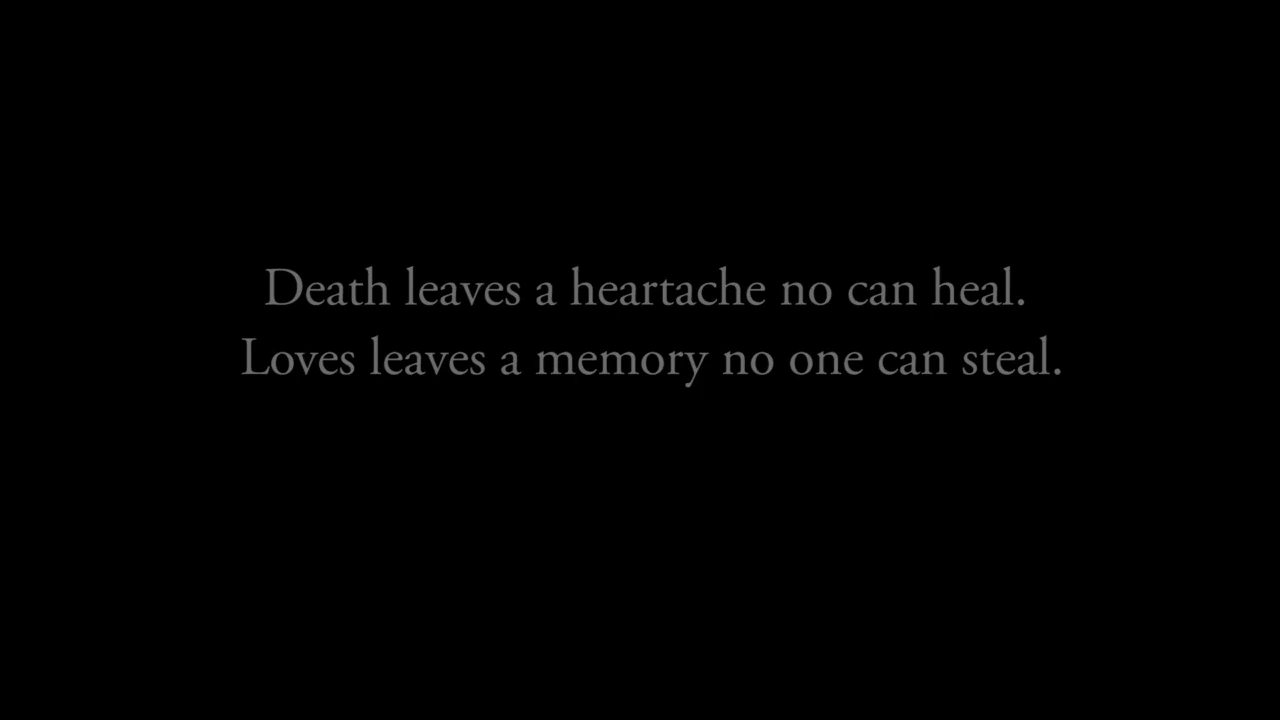 Death leaves a heartache no can heal.
Loves leaves a memory no one can steal.